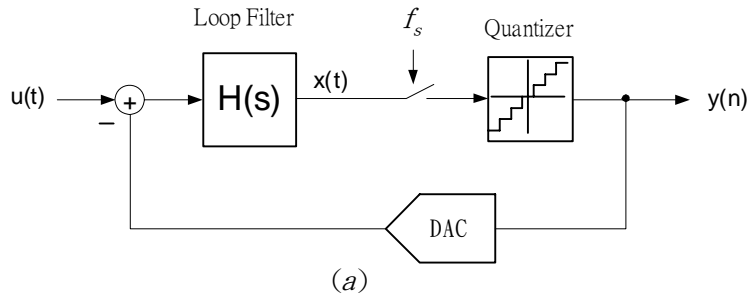 Loop Filter
f_s
Quantizer
u(t)
+
−
H(s)
x(t)
y(n)
DAC
(a)